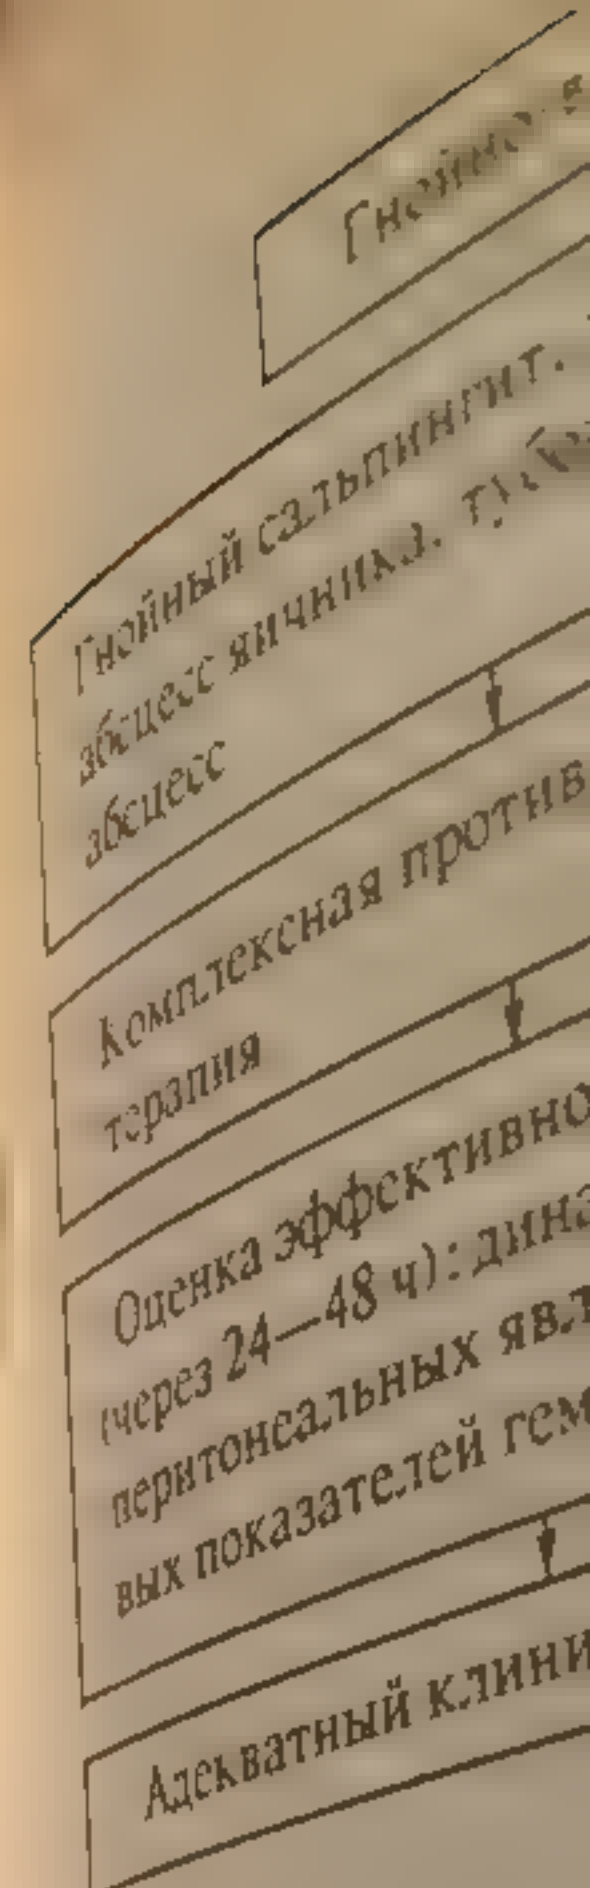 Гнойный сальпингит,
абсцесс яичника,
абсцесс
Комплексная против
терапия
Оценка эффективно
(через 24—48 ч): дина
перитонеальных явл
вых показателей гем
Адекватный клини